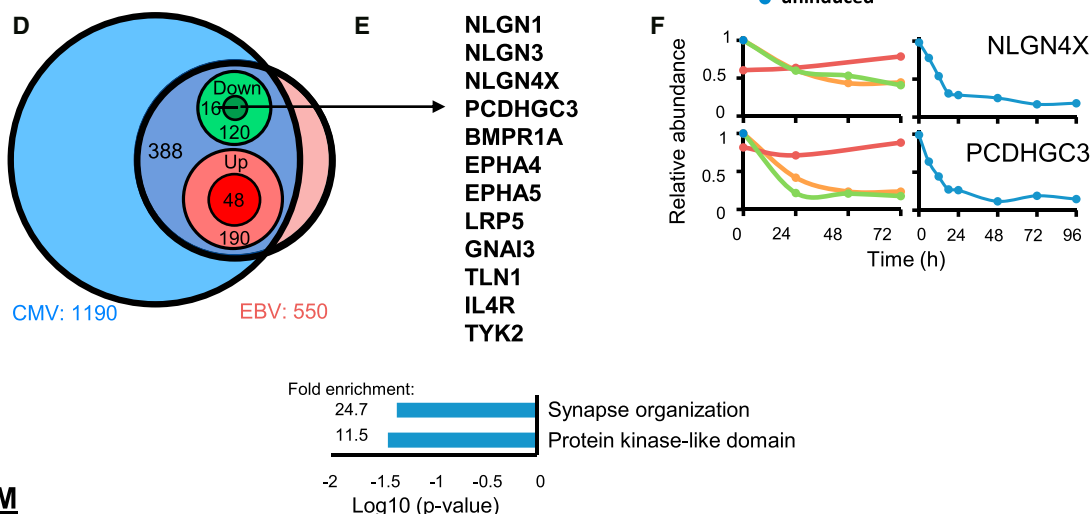 uninduced
D
E
F
Down
16
120
388
Up
48
190
CMV: 1190
EBV: 550
NLGN1
NLGN3
NLGN4X
PCDHGC3
BMPR1A
EPHA4
EPHA5
LRP5
GNAI3
TLN1
IL4R
TYK2
Relative abundance
1
0.5
0
NLGN4X
1
0.5
0
PCDHGC3
0 24 48 72
0 24 48 72 96
Time (h)
Fold enrichment:
24.7 Synapse organization
11.5 Protein kinase-like domain
-2 -1.5 -1 -0.5 0
Log10 (p-value)
M